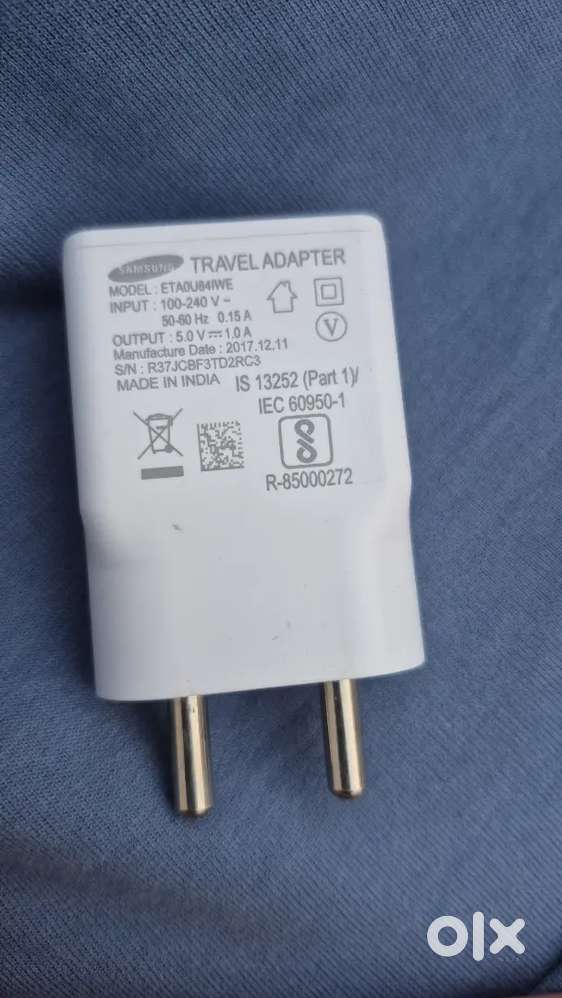 SAMSUNG TRAVEL ADAPTER
MODEL : ETA0U84IWE
INPUT : 100-240 V ~
50-60 Hz 0.15 A
OUTPUT : 5.0 V ⎓ 1.0 A
Manufacture Date : 2017.12.11
S/N : R37JCBF3TD2RC3
MADE IN INDIA
V
IS 13252 (Part 1)/
IEC 60950-1
R-85000272
olx